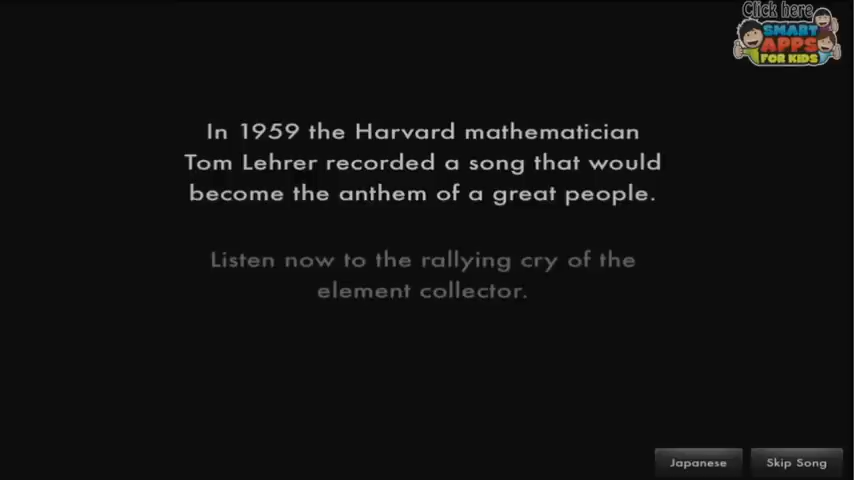 Click here
SMART
APPS
FOR KIDS
In 1959 the Harvard mathematician
Tom Lehrer recorded a song that would
become the anthem of a great people.
Listen now to the rallying cry of the
element collector.
Japanese
Skip Song